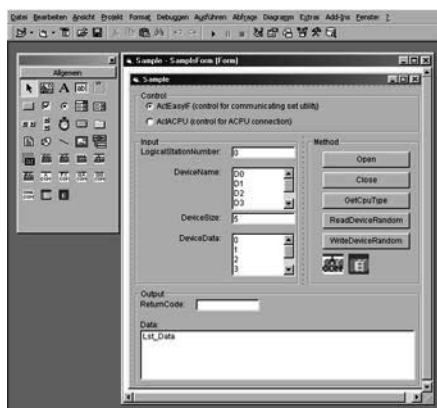 Datei Bearbeiten Ansicht Projekt Format Debuggen Ausführen Abfrage Diagramm Extras Add-Ins Fenster ?
Allgemein
Sample - SampleForm (Form)
Sample
Control
ActEasyIF (control for communicating set utility)
ActACPU (control for ACPU connection)
Input
LogicalStationNumber: 0
DeviceName: D0
D1
D2
D3
DeviceSize: 5
DeviceData: 0
1
2
3
Method
Open
Close
GetCpuType
ReadDeviceRandom
WriteDeviceRandom
Output
ReturnCode:
Data:
Lst_Data